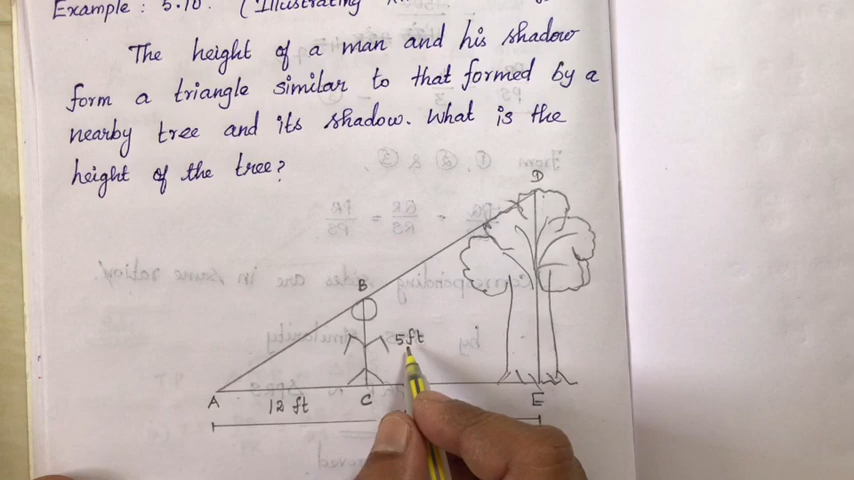 Example : 5.10. (Illustrating
The height of a man and his shadow
form a triangle similar to that formed by a
nearby tree and its shadow. What is the
height of the tree?
D
B
5ft
A 12 ft C E